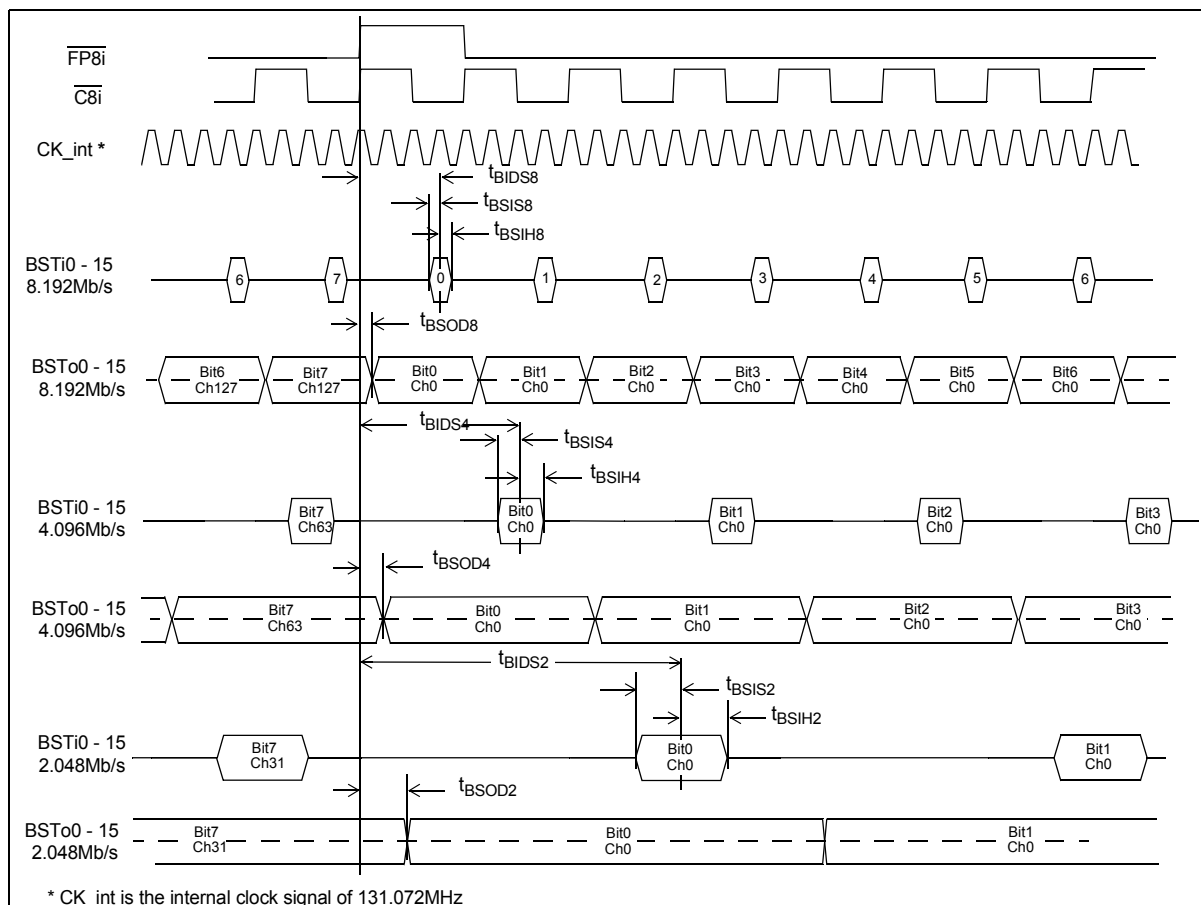 FP8i
C8i
CK_int *
tBIDS8
tBSIS8
tBSIH8
BSTi0 - 15
8.192Mb/s
6 7 0 1 2 3 4 5 6
tBSOD8
BSTo0 - 15
8.192Mb/s
Bit6 Bit7 Bit0 Bit1 Bit2 Bit3 Bit4 Bit5 Bit6
Ch127 Ch127 Ch0 Ch0 Ch0 Ch0 Ch0 Ch0 Ch0
tBIDS4
tBSIS4
tBSIH4
BSTi0 - 15
4.096Mb/s
Bit7 Bit0 Bit1 Bit2 Bit3
Ch63 Ch0 Ch0 Ch0 Ch0
tBSOD4
BSTo0 - 15
4.096Mb/s
Bit7 Bit0 Bit1 Bit2 Bit3
Ch63 Ch0 Ch0 Ch0 Ch0
tBIDS2
tBSIS2
tBSIH2
BSTi0 - 15
2.048Mb/s
Bit7 Bit0 Bit1
Ch31 Ch0 Ch0
tBSOD2
BSTo0 - 15
2.048Mb/s
Bit7 Bit0 Bit1
Ch31 Ch0 Ch0
* CK_int is the internal clock signal of 131.072MHz